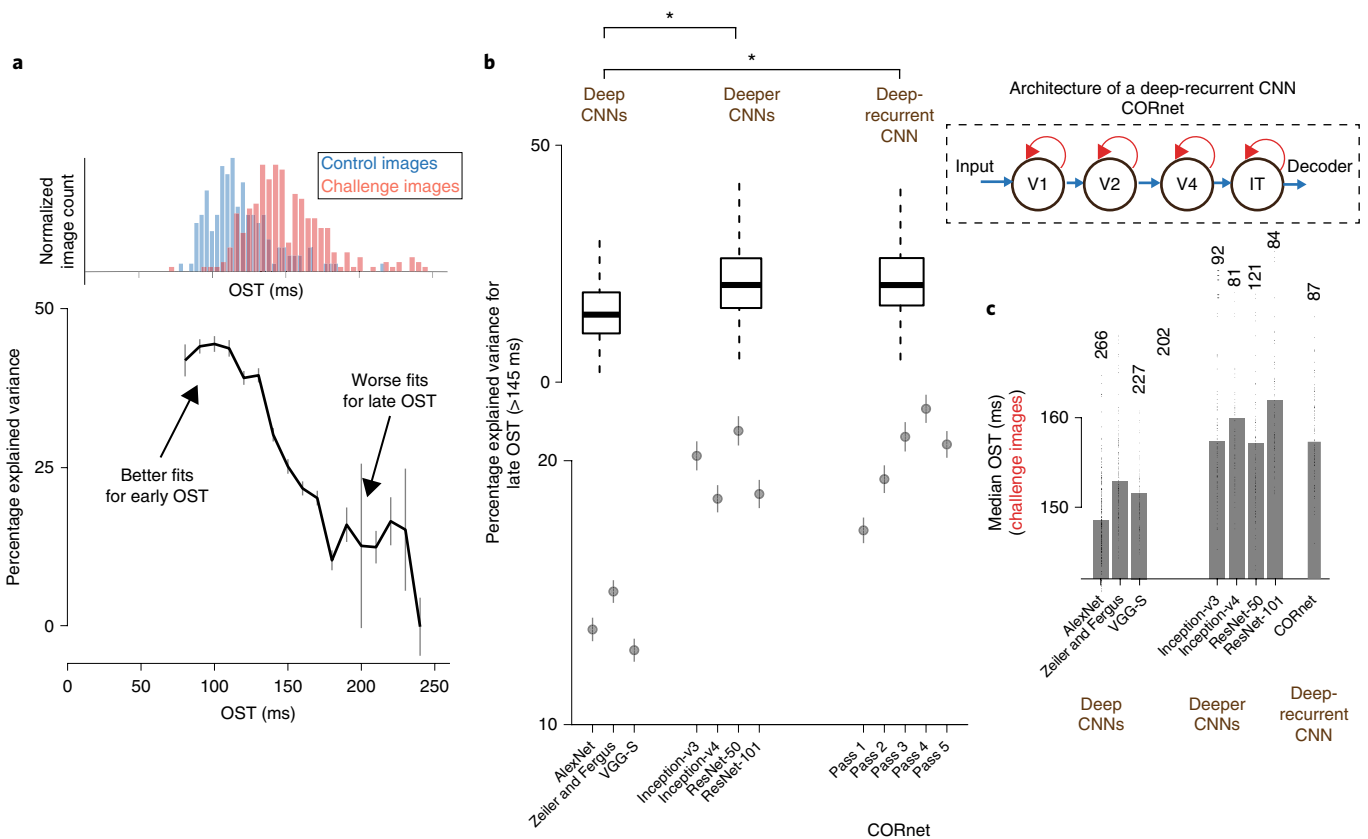 a
Control images
Challenge images
Normalized
image count
OST (ms)
50
25
0
Percentage explained variance
Better fits
for early OST
Worse fits
for late OST
0 50 100 150 200 250
OST (ms)
b
*
*
Deep
CNNs
Deeper
CNNs
Deep-
recurrent
CNN
50
0
20
10
Percentage explained variance for
late OST (>145 ms)
AlexNet
Zeiler and Fergus
VGG-S
Inception-v3
Inception-v4
ResNet-50
ResNet-101
Pass 1
Pass 2
Pass 3
Pass 4
Pass 5
CORnet
Architecture of a deep-recurrent CNN
CORnet
Input V1 V2 V4 IT Decoder
c
266
227
202
92
81
121
84
87
160
150
Median OST (ms)
(challenge images)
AlexNet
Zeiler and Fergus
VGG-S
Inception-v3
Inception-v4
ResNet-50
ResNet-101
CORnet
Deep
CNNs
Deeper
CNNs
Deep-
recurrent
CNN